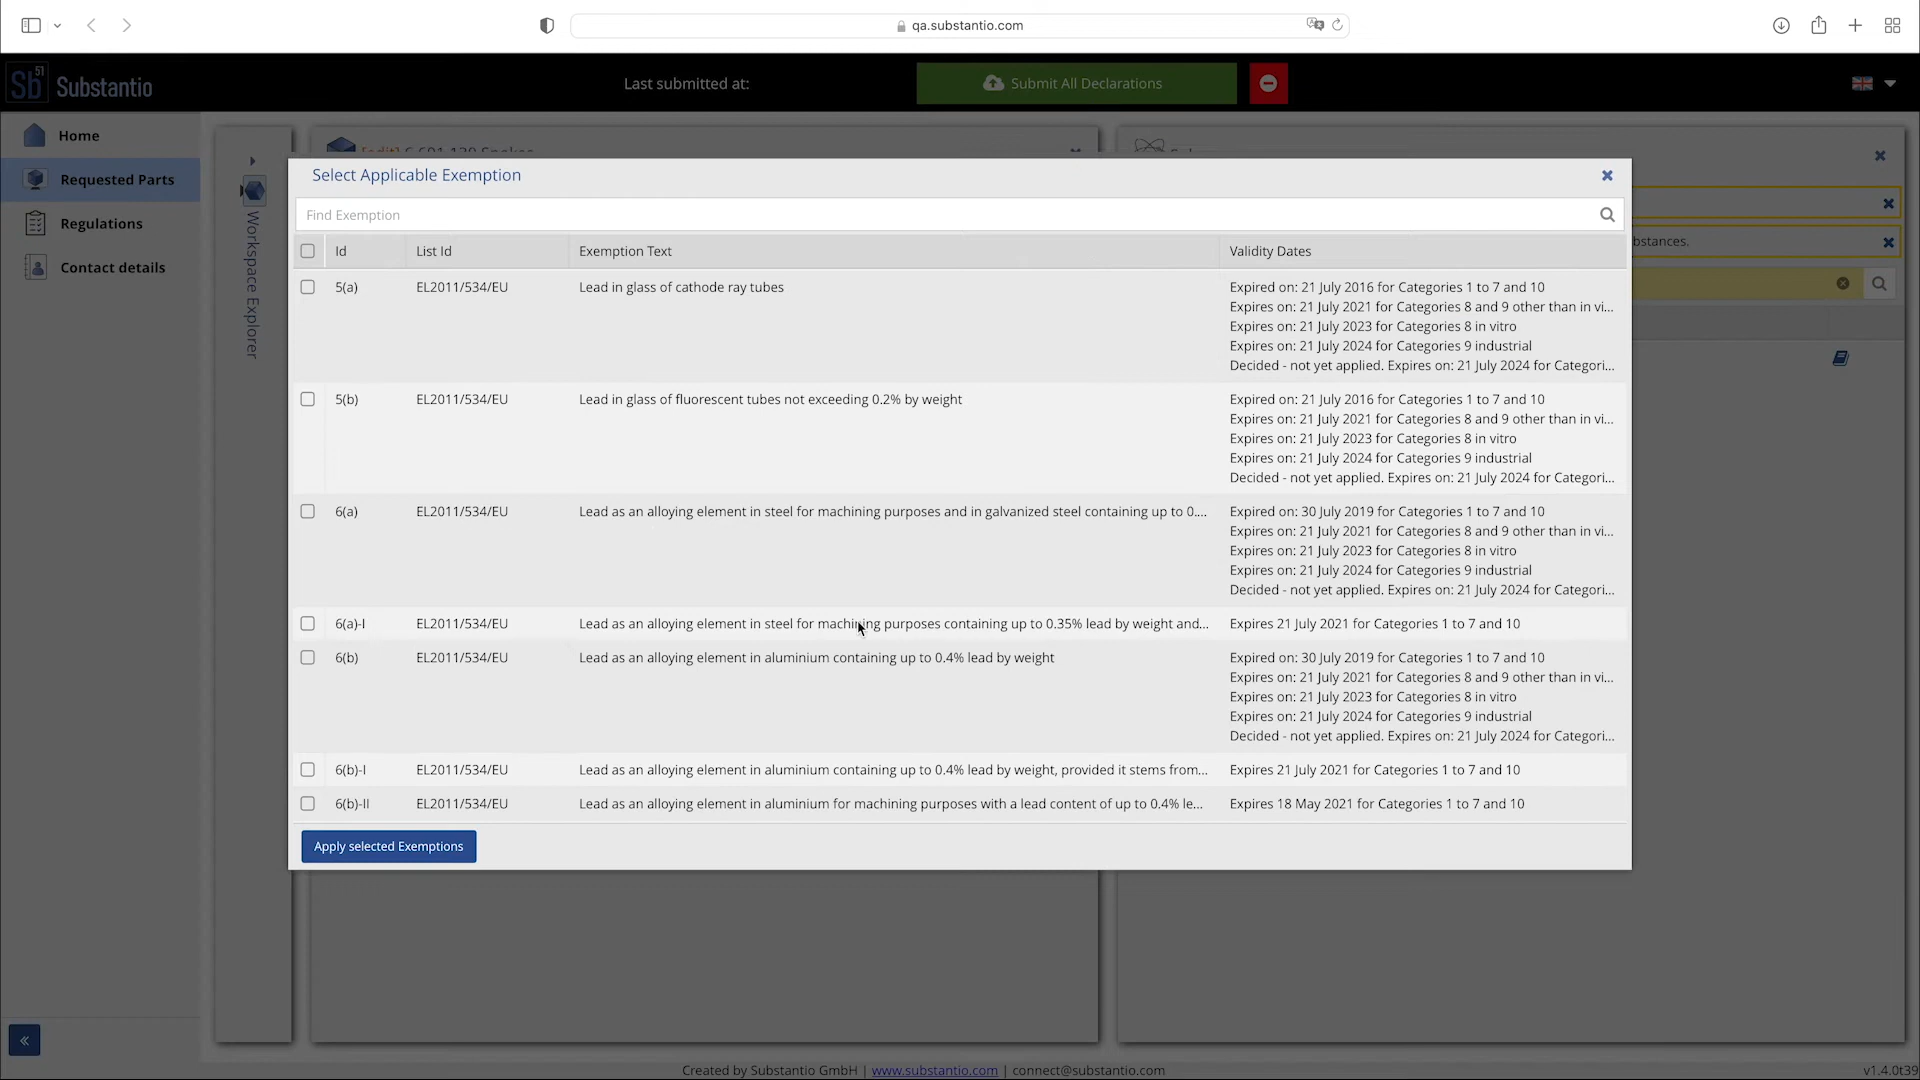 qa.substantio.com
Sb 51 Substantio
Last submitted at:
Submit All Declarations
Home
Requested Parts
Regulations
Contact details
Workspace Explorer
Select Applicable Exemption
Find Exemption
Id List Id Exemption Text Validity Dates
5(a) EL2011/534/EU Lead in glass of cathode ray tubes Expired on: 21 July 2016 for Categories 1 to 7 and 10
Expires on: 21 July 2021 for Categories 8 and 9 other than in vi...
Expires on: 21 July 2023 for Categories 8 in vitro
Expires on: 21 July 2024 for Categories 9 industrial
Decided - not yet applied. Expires on: 21 July 2024 for Categori...
5(b) EL2011/534/EU Lead in glass of fluorescent tubes not exceeding 0.2% by weight Expired on: 21 July 2016 for Categories 1 to 7 and 10
Expires on: 21 July 2021 for Categories 8 and 9 other than in vi...
Expires on: 21 July 2023 for Categories 8 in vitro
Expires on: 21 July 2024 for Categories 9 industrial
Decided - not yet applied. Expires on: 21 July 2024 for Categori...
6(a) EL2011/534/EU Lead as an alloying element in steel for machining purposes and in galvanized steel containing up to 0.... Expired on: 30 July 2019 for Categories 1 to 7 and 10
Expires on: 21 July 2021 for Categories 8 and 9 other than in vi...
Expires on: 21 July 2023 for Categories 8 in vitro
Expires on: 21 July 2024 for Categories 9 industrial
Decided - not yet applied. Expires on: 21 July 2024 for Categori...
6(a)-I EL2011/534/EU Lead as an alloying element in steel for machining purposes containing up to 0.35% lead by weight and... Expires 21 July 2021 for Categories 1 to 7 and 10
6(b) EL2011/534/EU Lead as an alloying element in aluminium containing up to 0.4% lead by weight Expired on: 30 July 2019 for Categories 1 to 7 and 10
Expires on: 21 July 2021 for Categories 8 and 9 other than in vi...
Expires on: 21 July 2023 for Categories 8 in vitro
Expires on: 21 July 2024 for Categories 9 industrial
Decided - not yet applied. Expires on: 21 July 2024 for Categori...
6(b)-I EL2011/534/EU Lead as an alloying element in aluminium containing up to 0.4% lead by weight, provided it stems from... Expires 21 July 2021 for Categories 1 to 7 and 10
6(b)-II EL2011/534/EU Lead as an alloying element in aluminium for machining purposes with a lead content of up to 0.4% le... Expires 18 May 2021 for Categories 1 to 7 and 10
Apply selected Exemptions
bstances.
Created by Substantio GmbH | www.substantio.com | connect@substantio.com
v1.4.0t39